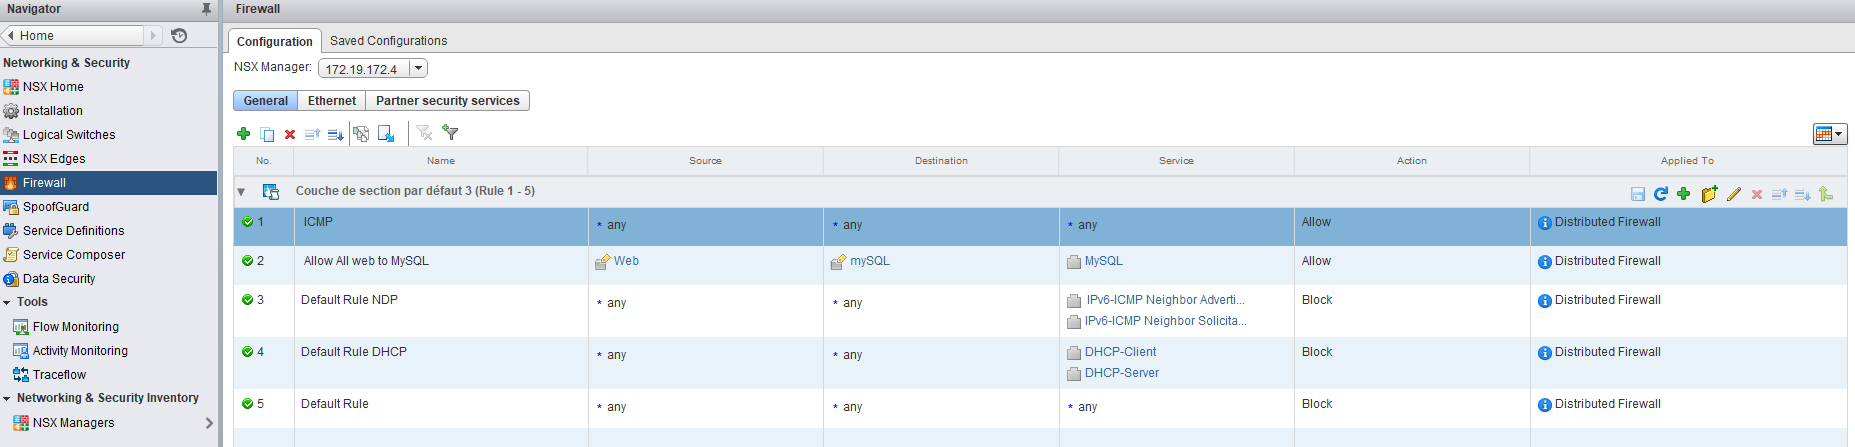 Navigator
Firewall
Home
Configuration
Saved Configurations
Networking & Security
NSX Manager:
172.19.172.4
NSX Home
General
Ethernet
Partner security services
Installation
Logical Switches
NSX Edges
Firewall
SpoofGuard
Service Definitions
Service Composer
Data Security
Tools
Flow Monitoring
Activity Monitoring
Traceflow
Networking & Security Inventory
NSX Managers
No. Name Source Destination Service Action Applied To
Couche de section par défaut 3 (Rule 1 - 5)
1 ICMP * any * any * any Allow Distributed Firewall
2 Allow All web to MySQL Web mySQL MySQL Allow Distributed Firewall
3 Default Rule NDP * any * any IPv6-ICMP Neighbor Adverti... Block Distributed Firewall
IPv6-ICMP Neighbor Solicita...
4 Default Rule DHCP * any * any DHCP-Client Block Distributed Firewall
DHCP-Server
5 Default Rule * any * any * any Block Distributed Firewall